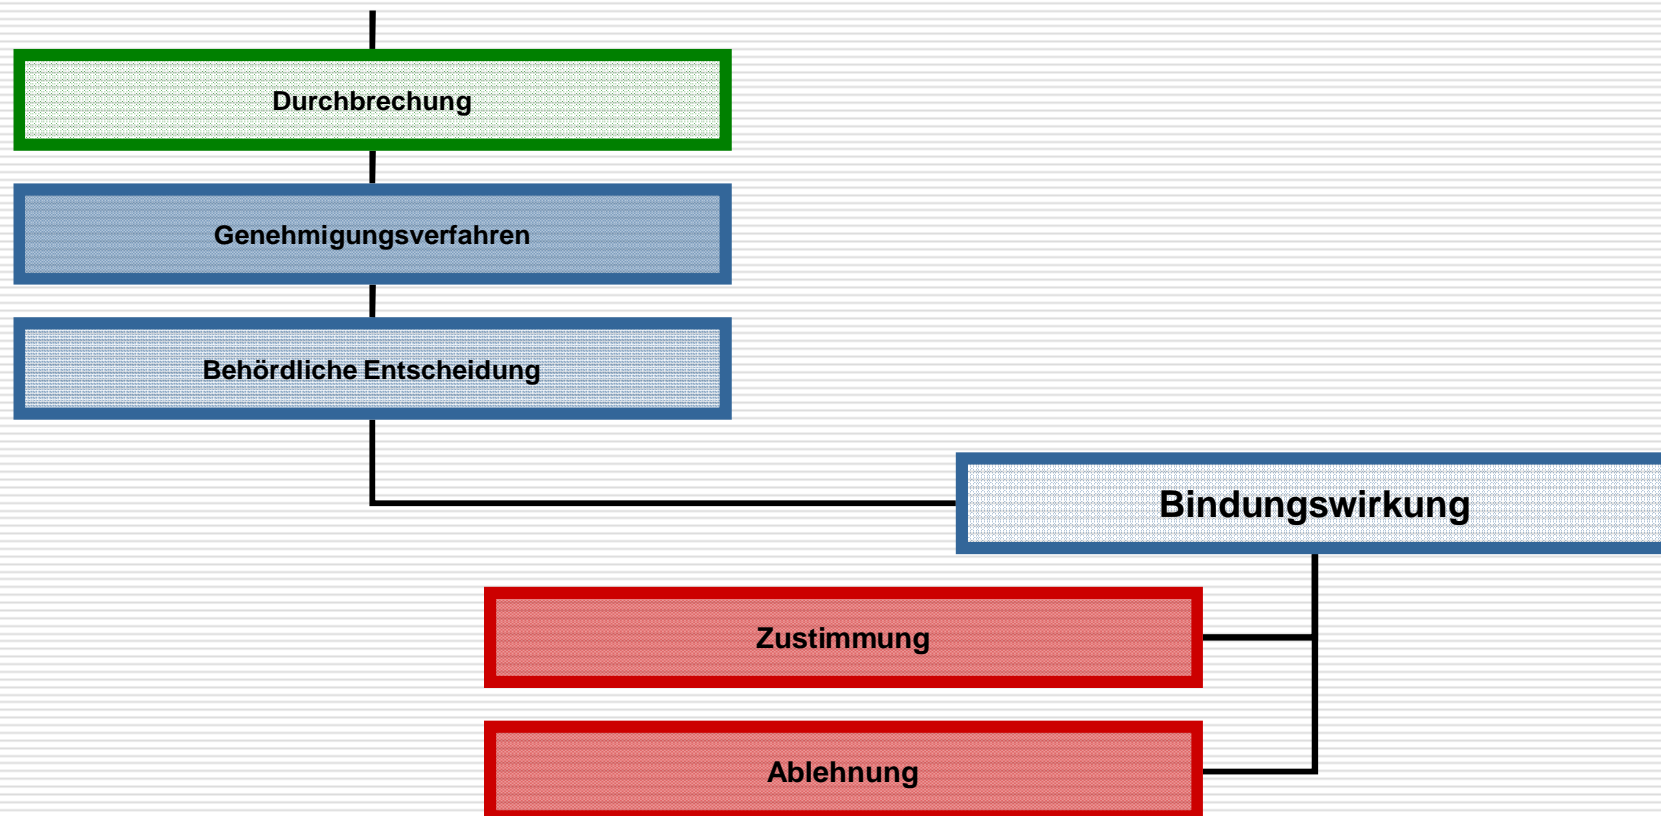 Durchbrechung
Genehmigungsverfahren
Behördliche Entscheidung
Bindungswirkung
Zustimmung
Ablehnung